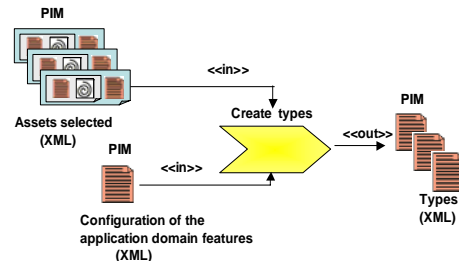 PIM
<<in>>
Assets selected
(XML)
Create types
PIM
<<out>>
PIM
<<in>>
Types
(XML)
Configuration of the
application domain features
(XML)